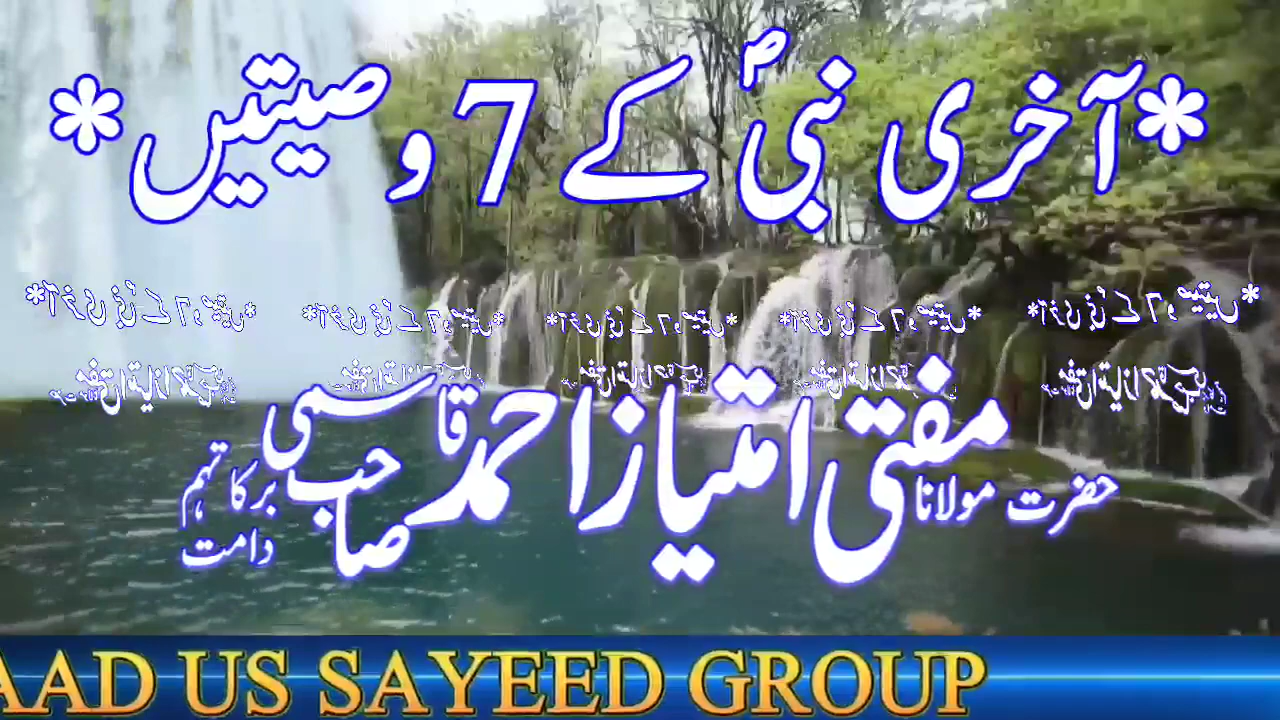 *آخری نبیؐ کے 7 وصیتیں*
حضرت مولانا مفتی امتیاز احمد قاسمی صاحب دامت برکاتہم
AAD US SAYEED GROUP